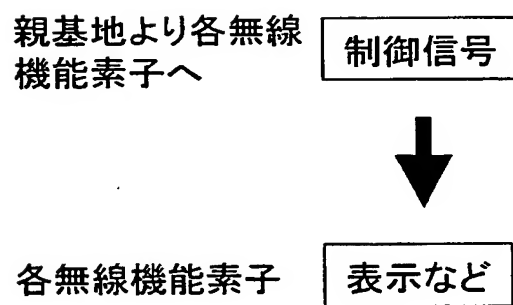 親基地より各無線
機能素子へ
制御信号
各無線機能素子
表示など